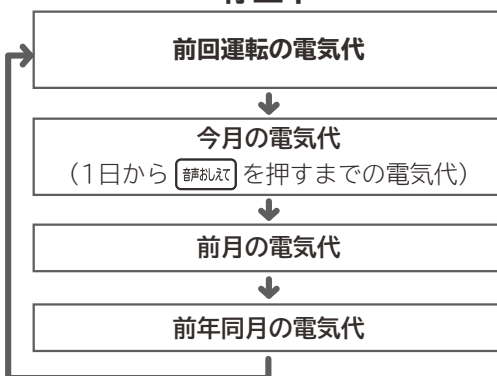 前回運転の電気代
今月の電気代
（1日から 音声おしえて を押すまでの電気代）
前月の電気代
前年同月の電気代